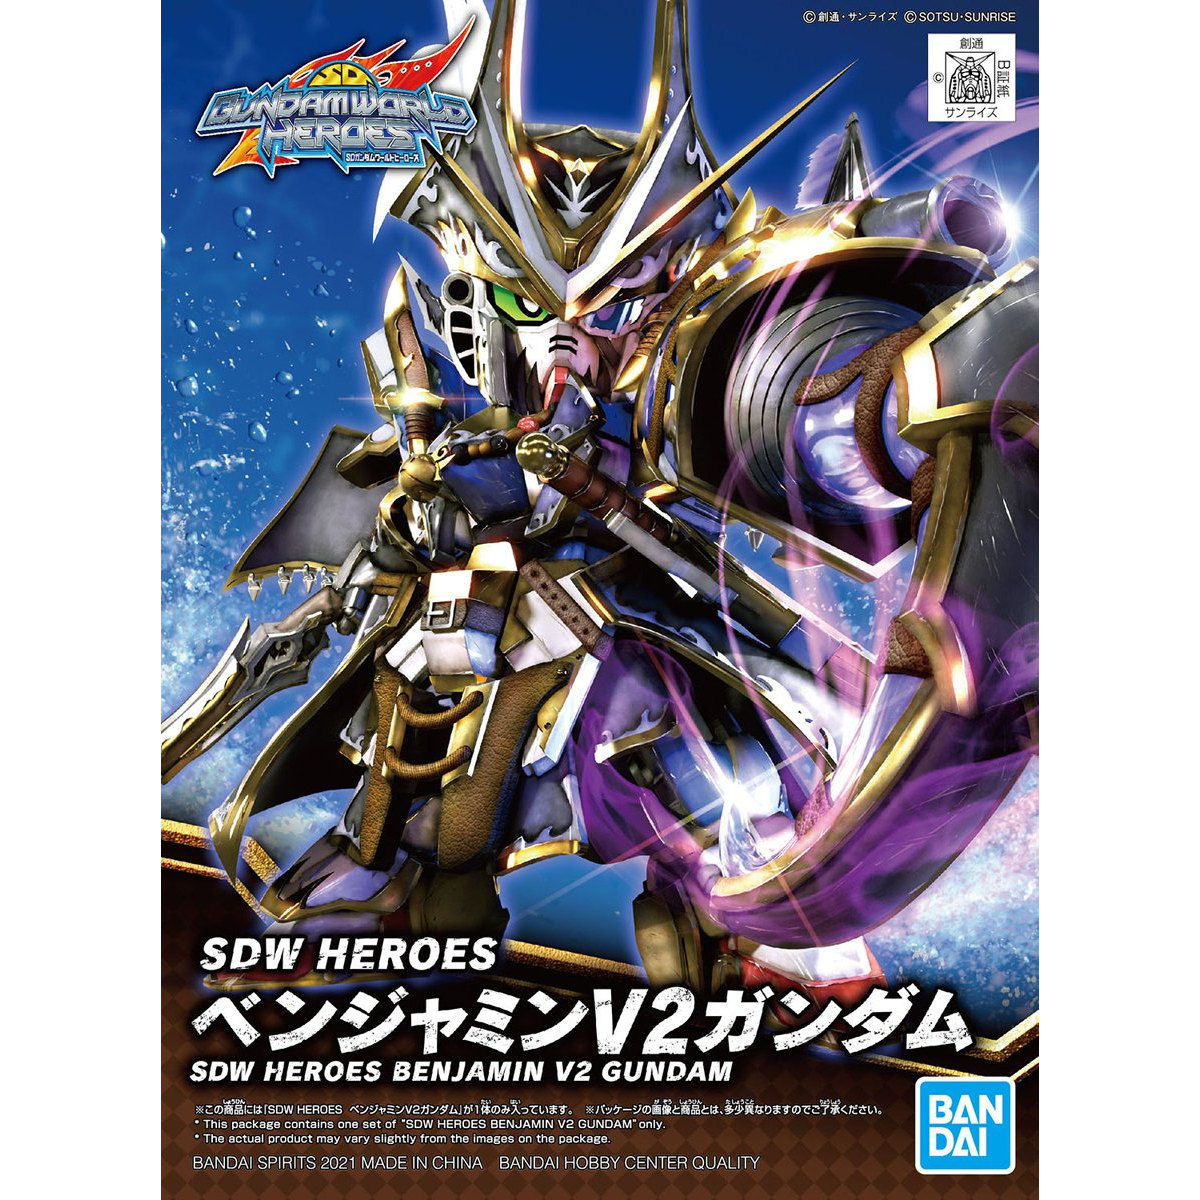 ©創通・サンライズ ©SOTSU・SUNRISE
創通
©
B証紙
サンライズ
SD
GUNDAM WORLD
HEROES
SDガンダムワールドヒーローズ
SDW HEROES
ベンジャミンV2ガンダム
SDW HEROES BENJAMIN V2 GUNDAM
※この商品には「SDW HEROES ベンジャミンV2ガンダム」が1体のみ入っています。 ※パッケージの画像と商品とは、多少異なりますのでご了承ください。
* This package contains one set of "SDW HEROES BENJAMIN V2 GUNDAM" only.
* The actual product may vary slightly from the images on the package.
BANDAI SPIRITS 2021 MADE IN CHINA BANDAI HOBBY CENTER QUALITY
BAN
DAI